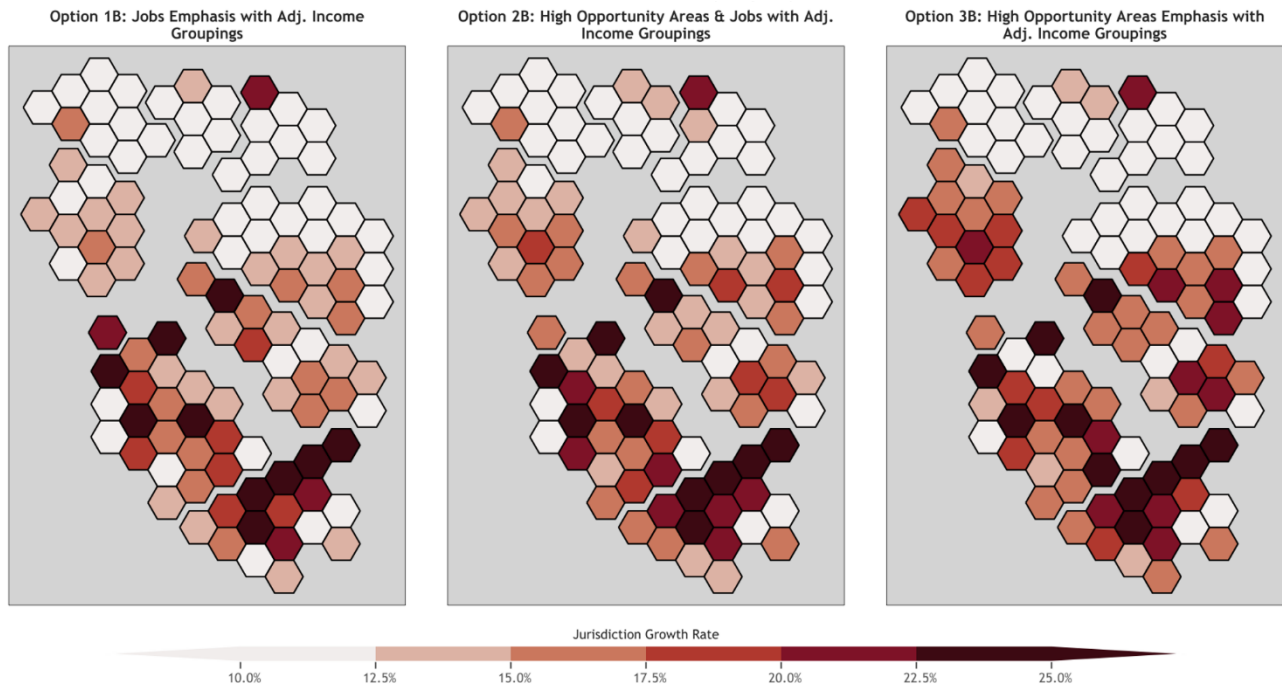 Option 1B: Jobs Emphasis with Adj. Income
Groupings
Option 2B: High Opportunity Areas & Jobs with Adj.
Income Groupings
Option 3B: High Opportunity Areas Emphasis with
Adj. Income Groupings
Jurisdiction Growth Rate
10.0% 12.5% 15.0% 17.5% 20.0% 22.5% 25.0%